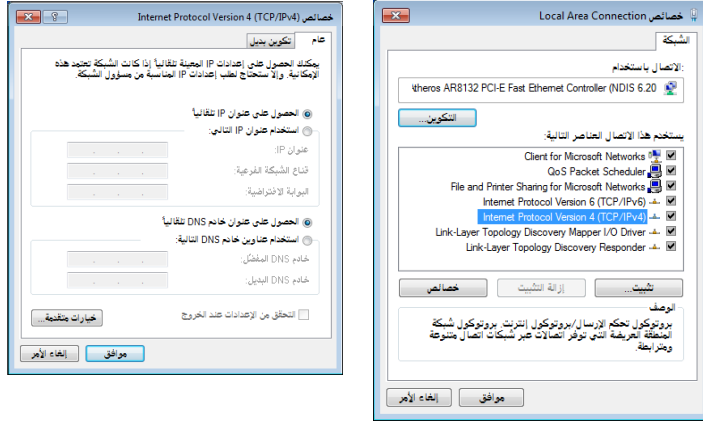 خصائص Local Area Connection
الشبكة
الاتصال باستخدام:
Atheros AR8132 PCI-E Fast Ethernet Controller (NDIS 6.20
التكوين...
يستخدم هذا الاتصال العناصر التالية:
Client for Microsoft Networks
QoS Packet Scheduler
File and Printer Sharing for Microsoft Networks
Internet Protocol Version 6 (TCP/IPv6)
Internet Protocol Version 4 (TCP/IPv4)
Link-Layer Topology Discovery Mapper I/O Driver
Link-Layer Topology Discovery Responder
تثبيت...
إزالة التثبيت
خصائص
الوصف
بروتوكول تحكم الإرسال/بروتوكول إنترنت. بروتوكول شبكة
المنطقة العريضة التي توفر اتصالات عبر شبكات اتصال متنوعة
ومترابطة.
موافق
إلغاء الأمر
خصائص Internet Protocol Version 4 (TCP/IPv4)
عام
تكوين بديل
يمكنك الحصول على إعدادات IP المعينة تلقائياً إذا كانت الشبكة تعتمد هذه
الإمكانية. وإلا ستحتاج لطلب إعدادات IP المناسبة من مسؤول الشبكة.
الحصول على عنوان IP تلقائياً
استخدام عنوان IP التالي:
عنوان IP:
قناع الشبكة الفرعية:
البوابة الافتراضية:
الحصول على عنوان خادم DNS تلقائياً
استخدام عناوين خادم DNS التالية:
خادم DNS المفضّل:
خادم DNS البديل:
التحقق من الإعدادات عند الخروج
خيارات متقدمة...
موافق
إلغاء الأمر